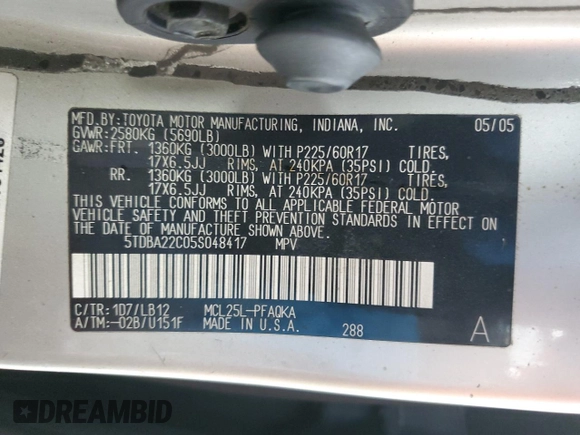 MFD.BY:TOYOTA MOTOR MANUFACTURING, INDIANA, INC. 05/05
GVWR: 2580KG (5690LB)
GAWR:FRT. 1360KG (3000LB) WITH P225/60R17 TIRES,
17X6.5JJ RIMS, AT 240KPA (35PSI) COLD.
RR. 1360KG (3000LB) WITH P225/60R17 TIRES,
17X6.5JJ RIMS, AT 240KPA (35PSI) COLD.
THIS VEHICLE CONFORMS TO ALL APPLICABLE FEDERAL MOTOR
VEHICLE SAFETY AND THEFT PREVENTION STANDARDS IN EFFECT ON
THE DATE OF MANUFACTURE SHOWN ABOVE.
5TDBA22C05S048417 MPV
C/TR: 1D7/LB12 MCL25L-PFAQKA
A/TM:-02B/U151F MADE IN U.S.A. 288 A
DREAMBID